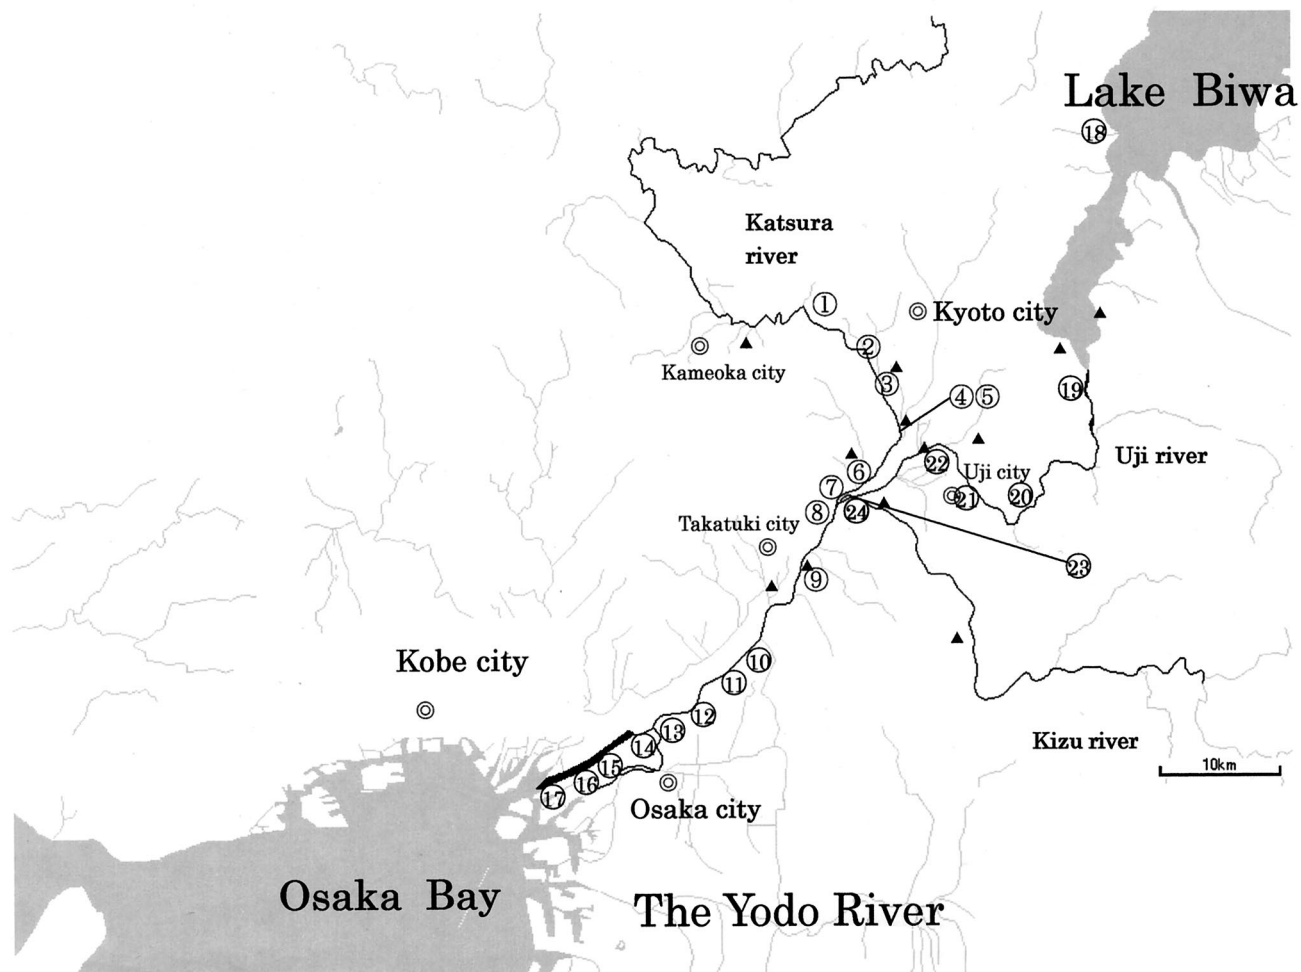 Lake Biwa
⑱
Katsura
river
①
Kyoto city
②
Kameoka city
③
④ ⑤
⑲
Uji river
⑥
㉒
Uji city
⑦
㉑
⑳
⑧
㉔
Takatuki city
㉓
⑨
Kobe city
⑩
⑪
⑫
⑬
⑭
Kizu river
⑮
10km
⑯
⑰
Osaka city
Osaka Bay
The Yodo River